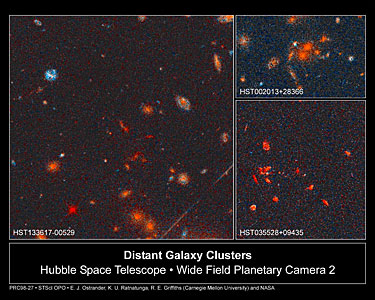 HST002013+28366
HST133617-00529
HST035528+09435
Distant Galaxy Clusters
Hubble Space Telescope • Wide Field Planetary Camera 2
PRC98-27 • STScI OPO • E. J. Ostrander, K. U. Ratnatunga, R. E. Griffiths (Carnegie Mellon University) and NASA